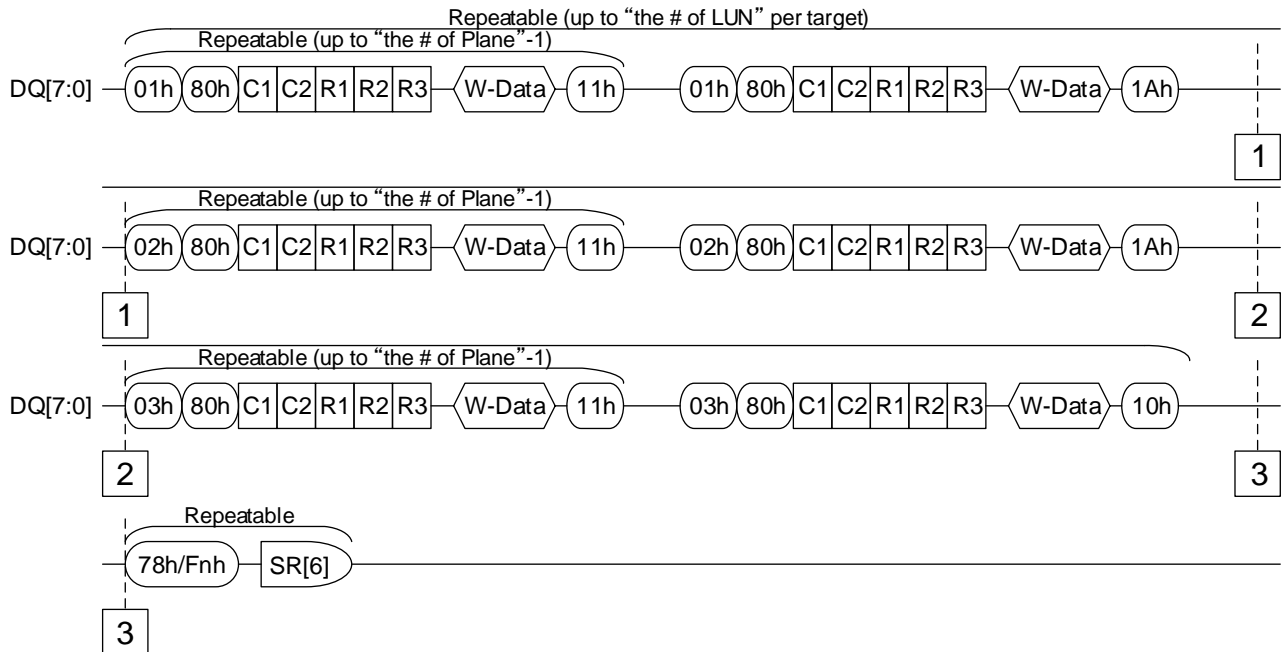 Repeatable (up to “the # of LUN” per target)
Repeatable (up to “the # of Plane”-1)
DQ[7:0] 01h 80h C1 C2 R1 R2 R3 W-Data 11h 01h 80h C1 C2 R1 R2 R3 W-Data 1Ah
1
Repeatable (up to “the # of Plane”-1)
DQ[7:0] 02h 80h C1 C2 R1 R2 R3 W-Data 11h 02h 80h C1 C2 R1 R2 R3 W-Data 1Ah
1 2
Repeatable (up to “the # of Plane”-1)
DQ[7:0] 03h 80h C1 C2 R1 R2 R3 W-Data 11h 03h 80h C1 C2 R1 R2 R3 W-Data 10h
2 3
Repeatable
78h/Fnh SR[6]
3